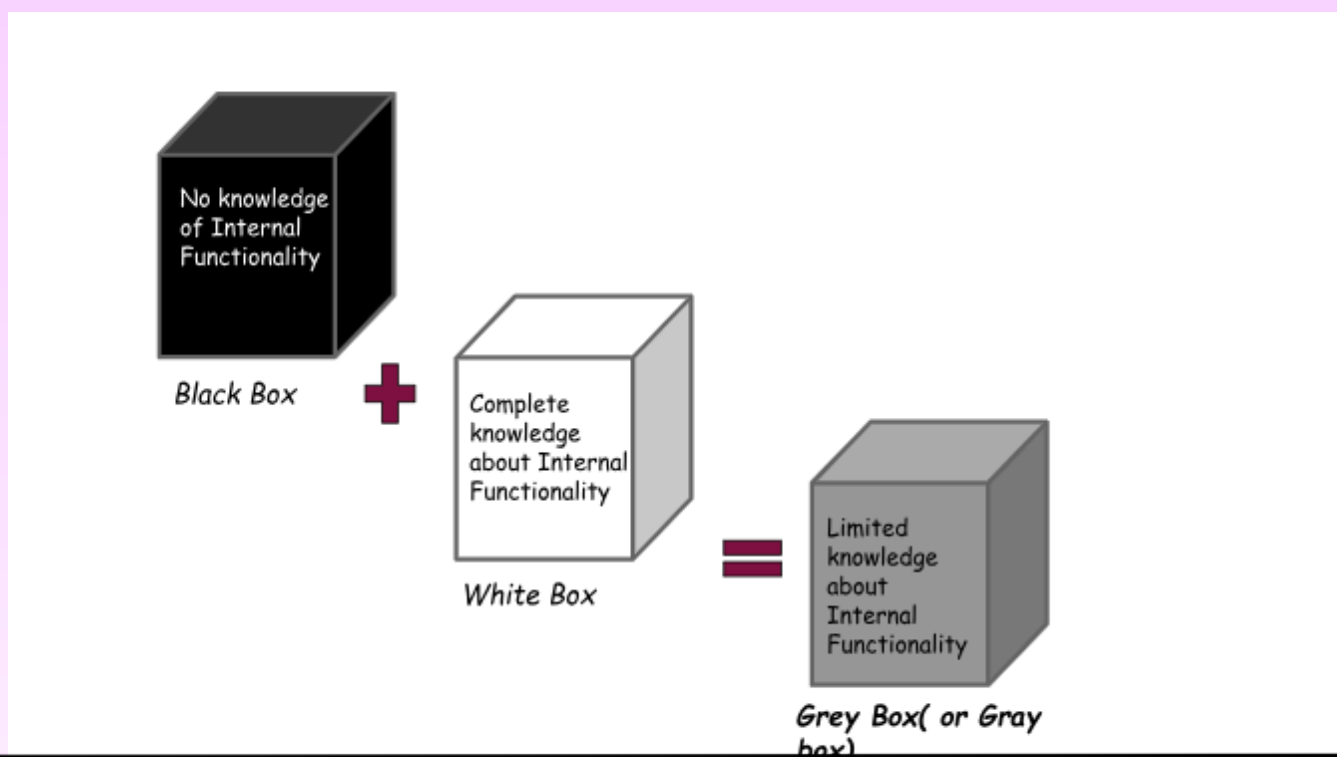 No knowledge
of Internal
Functionality
Black Box
Complete
knowledge
about Internal
Functionality
White Box
Limited
knowledge
about
Internal
Functionality
Grey Box( or Gray
box)